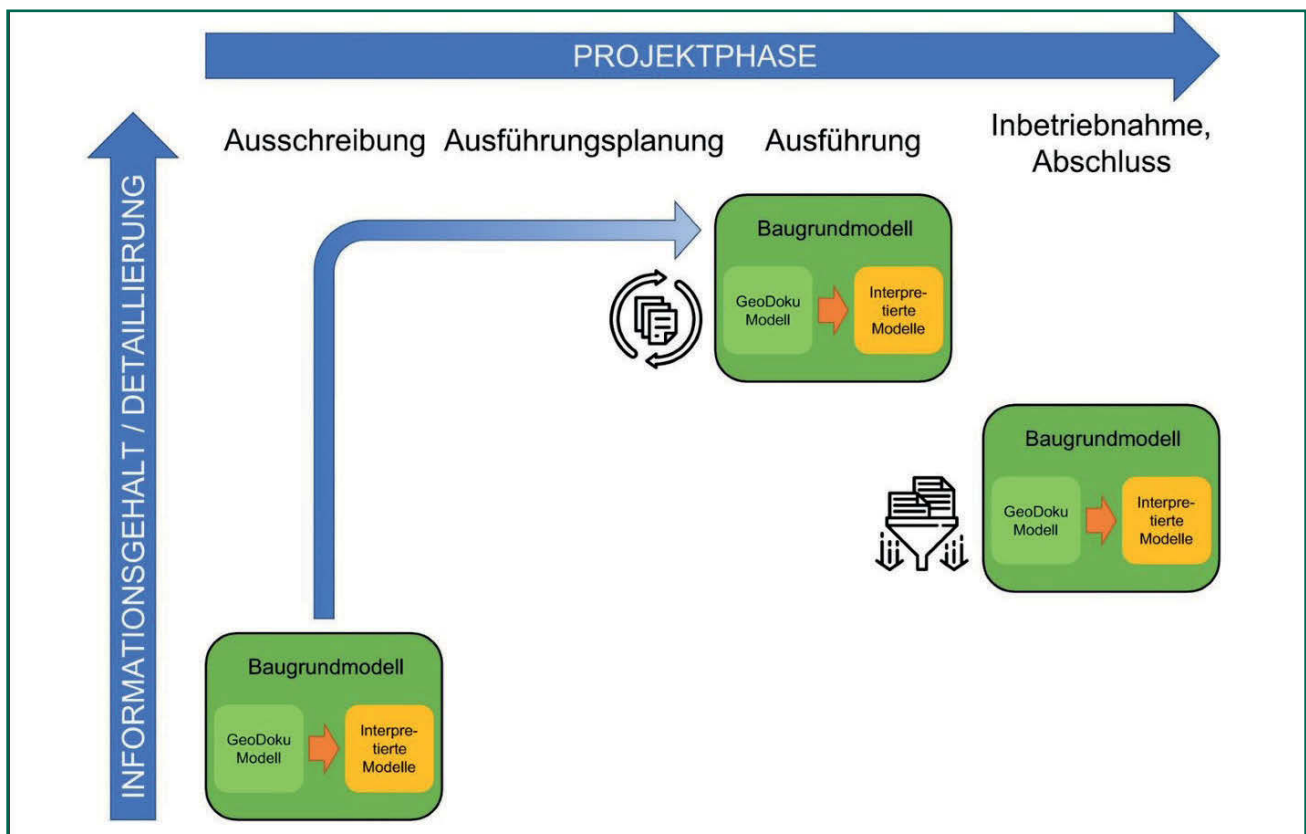 PROJEKTPHASE
Ausschreibung
Ausführungsplanung
Ausführung
Inbetriebnahme,
Abschluss
INFORMATIONSGEHALT / DETAILLIERUNG
Baugrundmodell
GeoDoku
Modell
Interpre-
tierte
Modelle
Baugrundmodell
GeoDoku
Modell
Interpre-
tierte
Modelle
Baugrundmodell
GeoDoku
Modell
Interpre-
tierte
Modelle